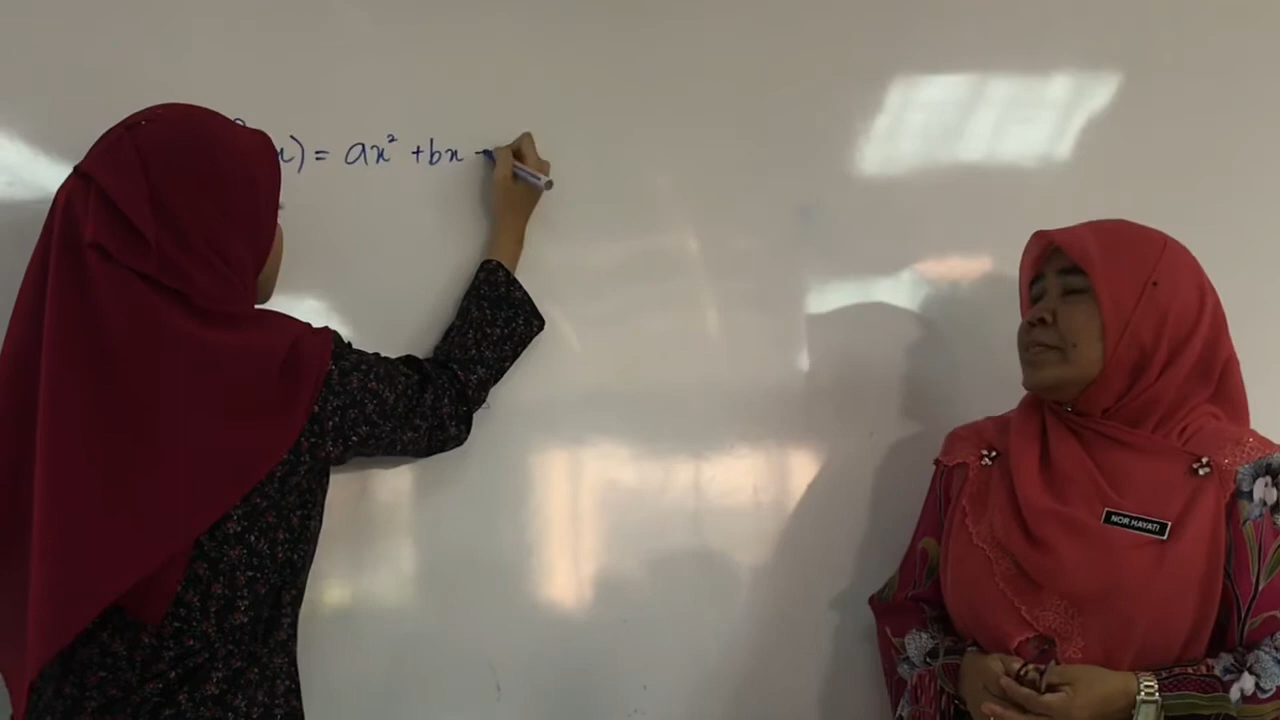 x) = ax² + bx -
NOR HAYATI